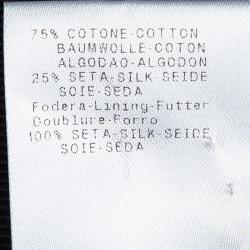 75% COTONE-COTTON
BAUMWOLLE-COTON
ALGODAO-ALGODON
25% SETA-SILK-SEIDE
SOIE-SEDA
Fodera-Lining-Futter
Doublure-Forro
100% SETA-SILK-SEIDE
SOIE-SEDA